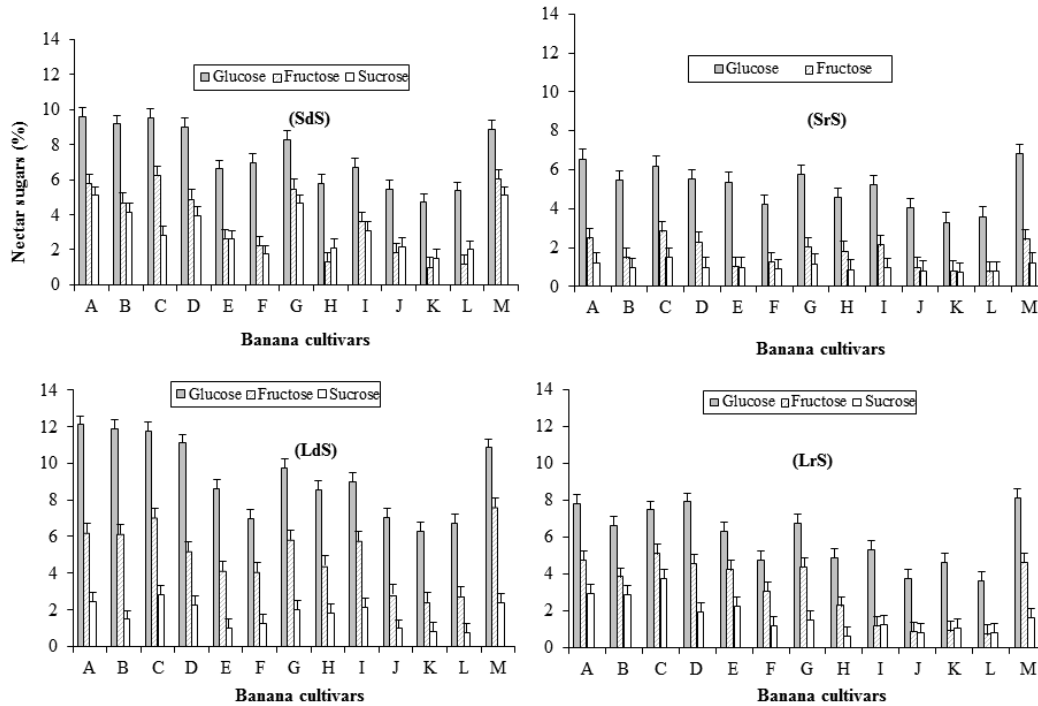 14
12
10
8
6
4
2
0
Nectar sugars (%)
Glucose Fructose Sucrose
(SdS)
A B C D E F G H I J K L M
Banana cultivars
14
12
10
8
6
4
2
0
Glucose Fructose
(SrS)
A B C D E F G H I J K L M
Banana cultivars
14
12
10
8
6
4
2
0
Glucose Fructose Sucrose
(LdS)
A B C D E F G H I J K L M
Banana cultivars
14
12
10
8
6
4
2
0
Glucose Fructose Sucrose
(LrS)
A B C D E F G H I J K L M
Banana cultivars